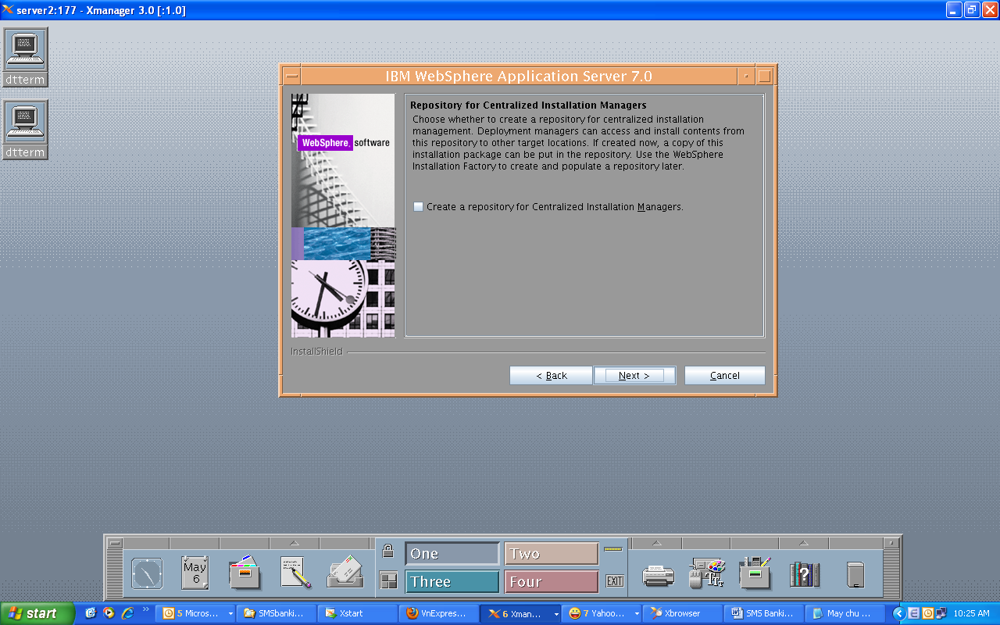 server2:177 - Xmanager 3.0 [:1.0]
dtterm
dtterm
IBM WebSphere Application Server 7.0
WebSphere. software
Repository for Centralized Installation Managers
Choose whether to create a repository for centralized installation
management. Deployment managers can access and install contents from
this repository to other target locations. If created now, a copy of this
installation package can be put in the repository. Use the WebSphere
Installation Factory to create and populate a repository later.
Create a repository for Centralized Installation Managers.
InstallShield
< Back
Next >
Cancel
May
6
One
Two
Three
Four
EXIT
start
5 Micros...
SMSbanki...
Xstart
VnExpres...
6 Xman...
7 Yahoo...
Xbrowser
SMS Banki...
May chu ...
10:25 AM